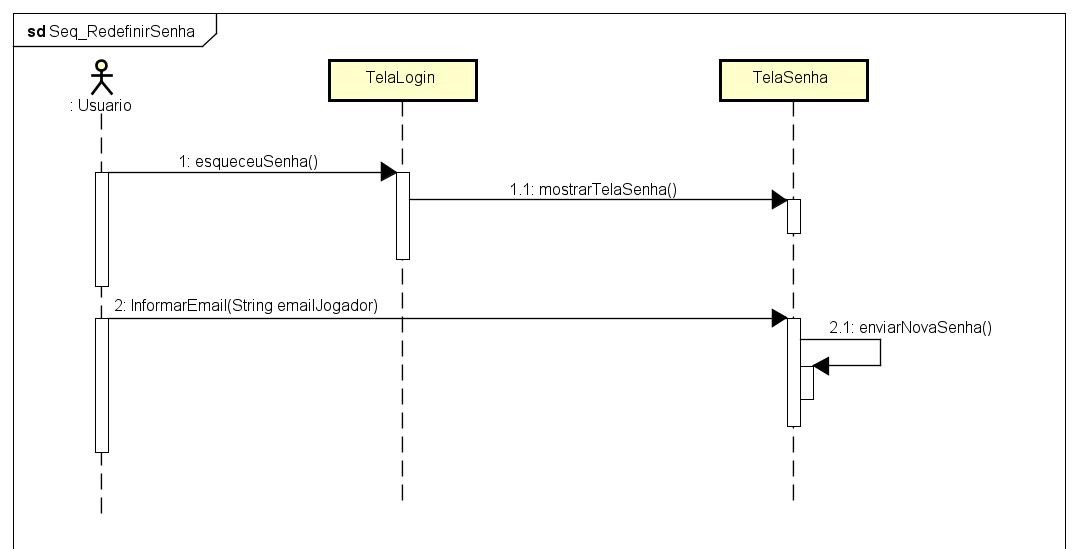 sd Seq_RedefinirSenha
: Usuario
TelaLogin
TelaSenha
1: esqueceuSenha()
1.1: mostrarTelaSenha()
2: InformarEmail(String emailJogador)
2.1: enviarNovaSenha()